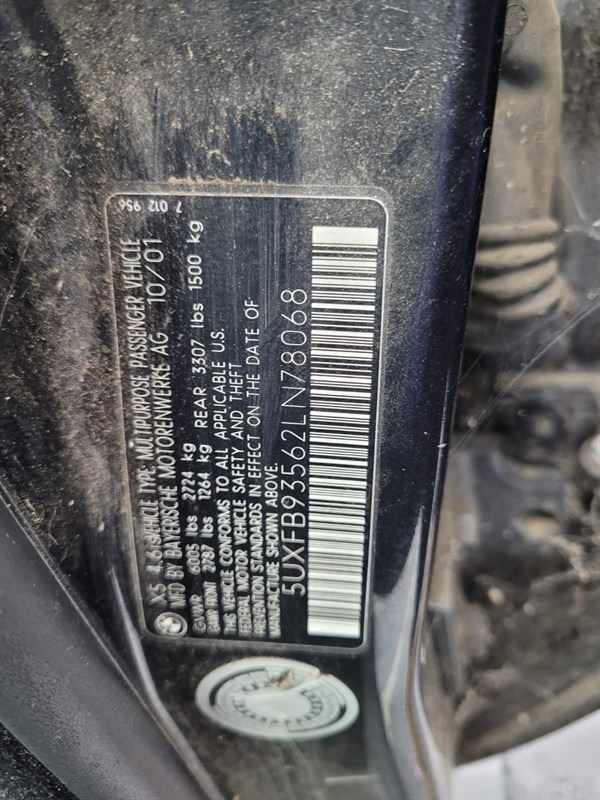 7 012 956
X5 4.6IS VEHICLE TYPE: MULTIPURPOSE PASSENGER VEHICLE
MFD BY BAYERISCHE MOTORENWERKE AG 10/01
GVWR 6005 lbs 2724 kg
2787 lbs 1264 kg REAR 3307 lbs 1500 kg
THIS VEHICLE CONFORMS TO ALL APPLICABLE U.S.
FEDERAL MOTOR VEHICLE SAFETY AND THEFT
PREVENTION STANDARDS IN EFFECT ON THE DATE OF
MANUFACTURE SHOWN ABOVE.
5UXFB93562LN78068